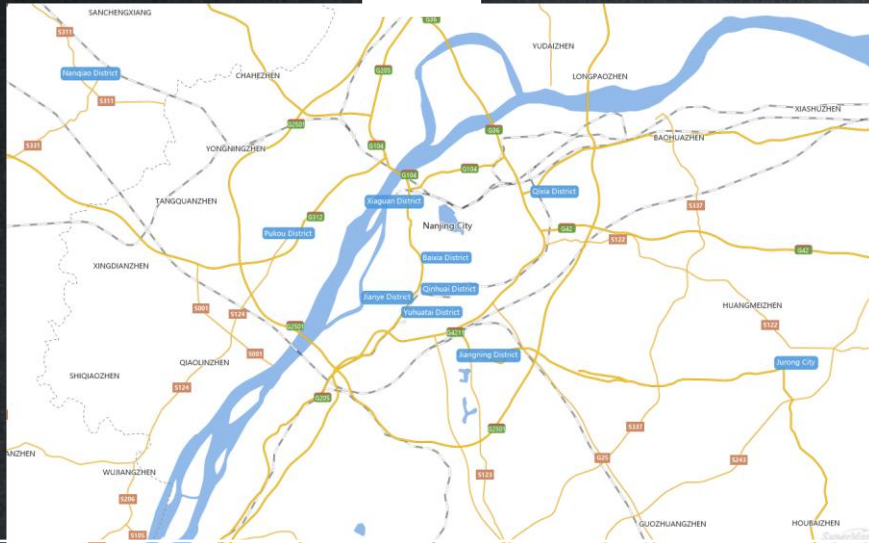 SANCHENGXIANG
G36
S311
YUDAIZHEN
Nanqiao District
CHAHEZHEN
G205
LONGPAOZHEN
S311
XIASHUZHEN
G2501
G36
S331
YONGNINGZHEN
G104
BAOHUAZHEN
G104
G104
Qixia District
TANGQUANZHEN
Xiaguan District
S337
G312
Nanjing City
G42
Pukou District
S122
G42
Baixia District
XINGDIANZHEN
Qinhuai District
Jianye District
S001
S124
Yuhuatai District
HUANGMEIZHEN
G2501
S122
G4211
S001
Jiangning District
QIAOLINZHEN
Jurong City
SHIQIAOZHEN
S124
G205
S337
G2501
ANZHEN
G25
S243
WUJIANGZHEN
S123
S206
GUOZHUANGZHEN
HOUBAIZHEN
S105
SuperMap